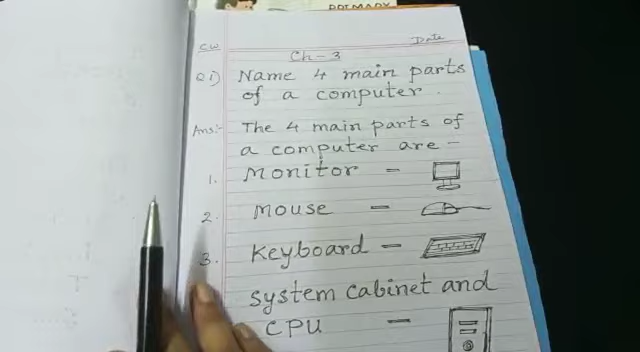 PRIMARY
CW Date
Ch-3
Q1) Name 4 main parts
of a computer.
Ans:- The 4 main parts of
a computer are -
1. Monitor -
2. Mouse -
3. Keyboard -
System Cabinet and
CPU -